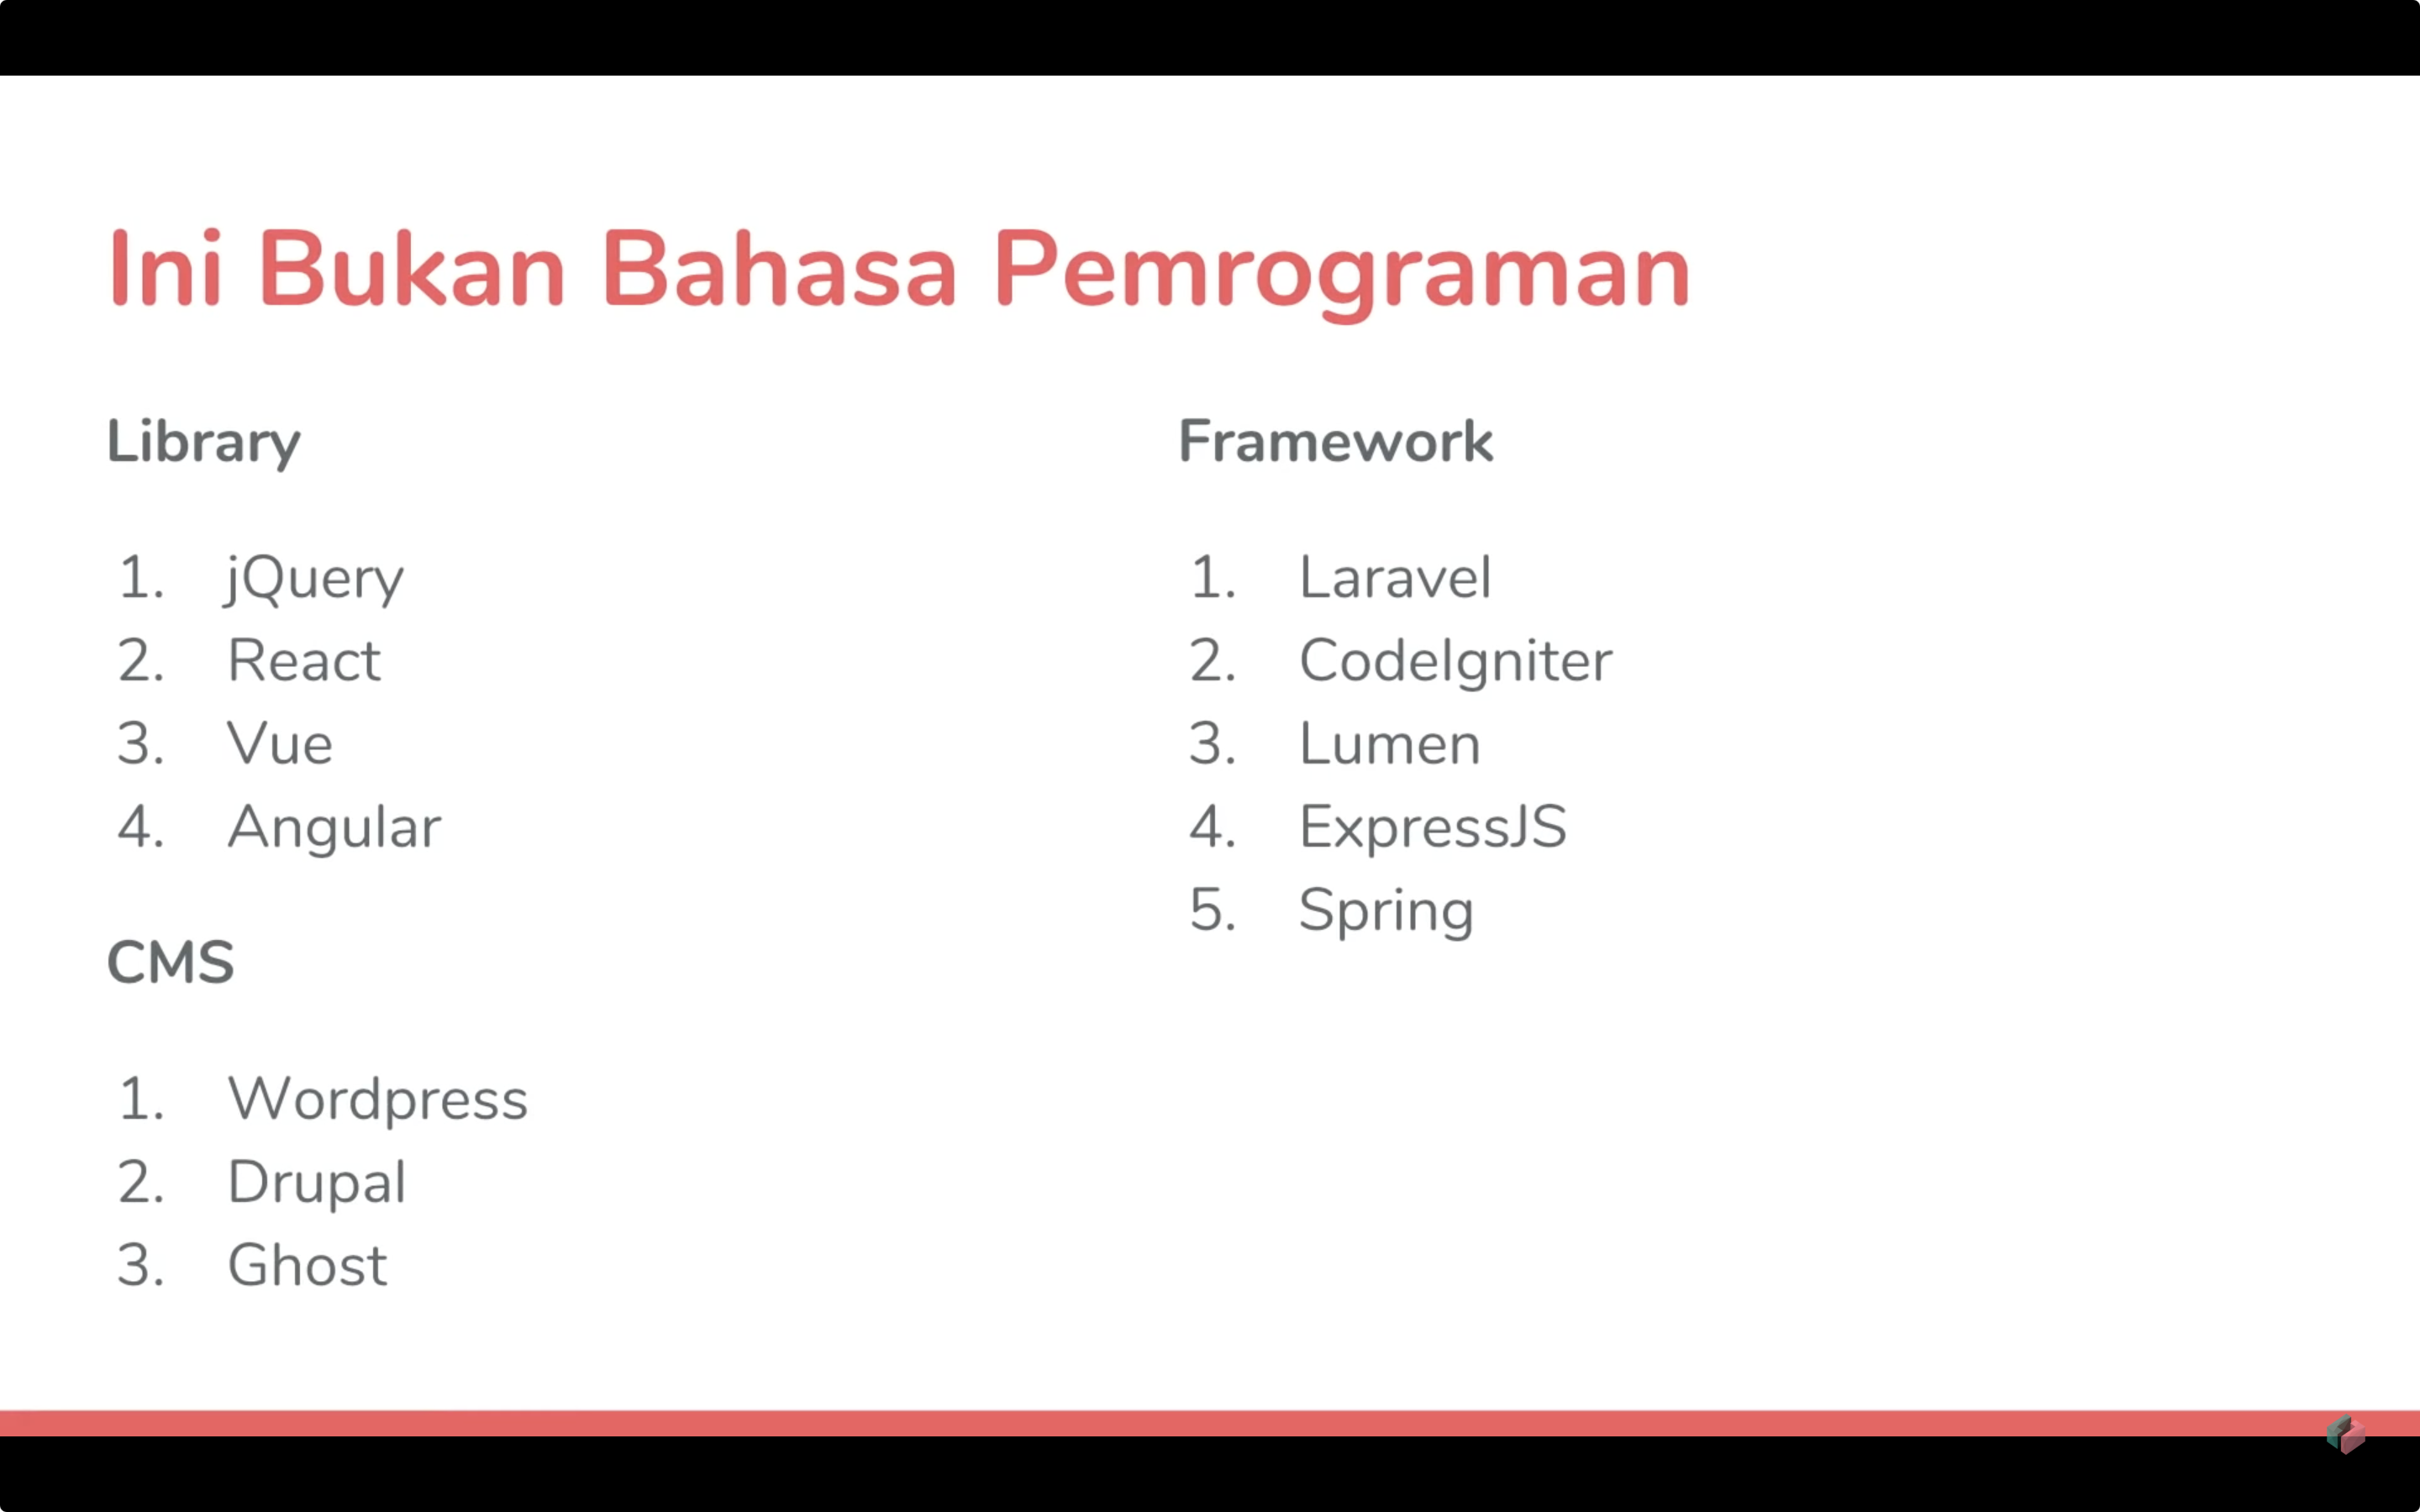 Ini Bukan Bahasa Pemrograman
Library
1. jQuery
2. React
3. Vue
4. Angular
CMS
1. Wordpress
2. Drupal
3. Ghost
Framework
1. Laravel
2. CodeIgniter
3. Lumen
4. ExpressJS
5. Spring